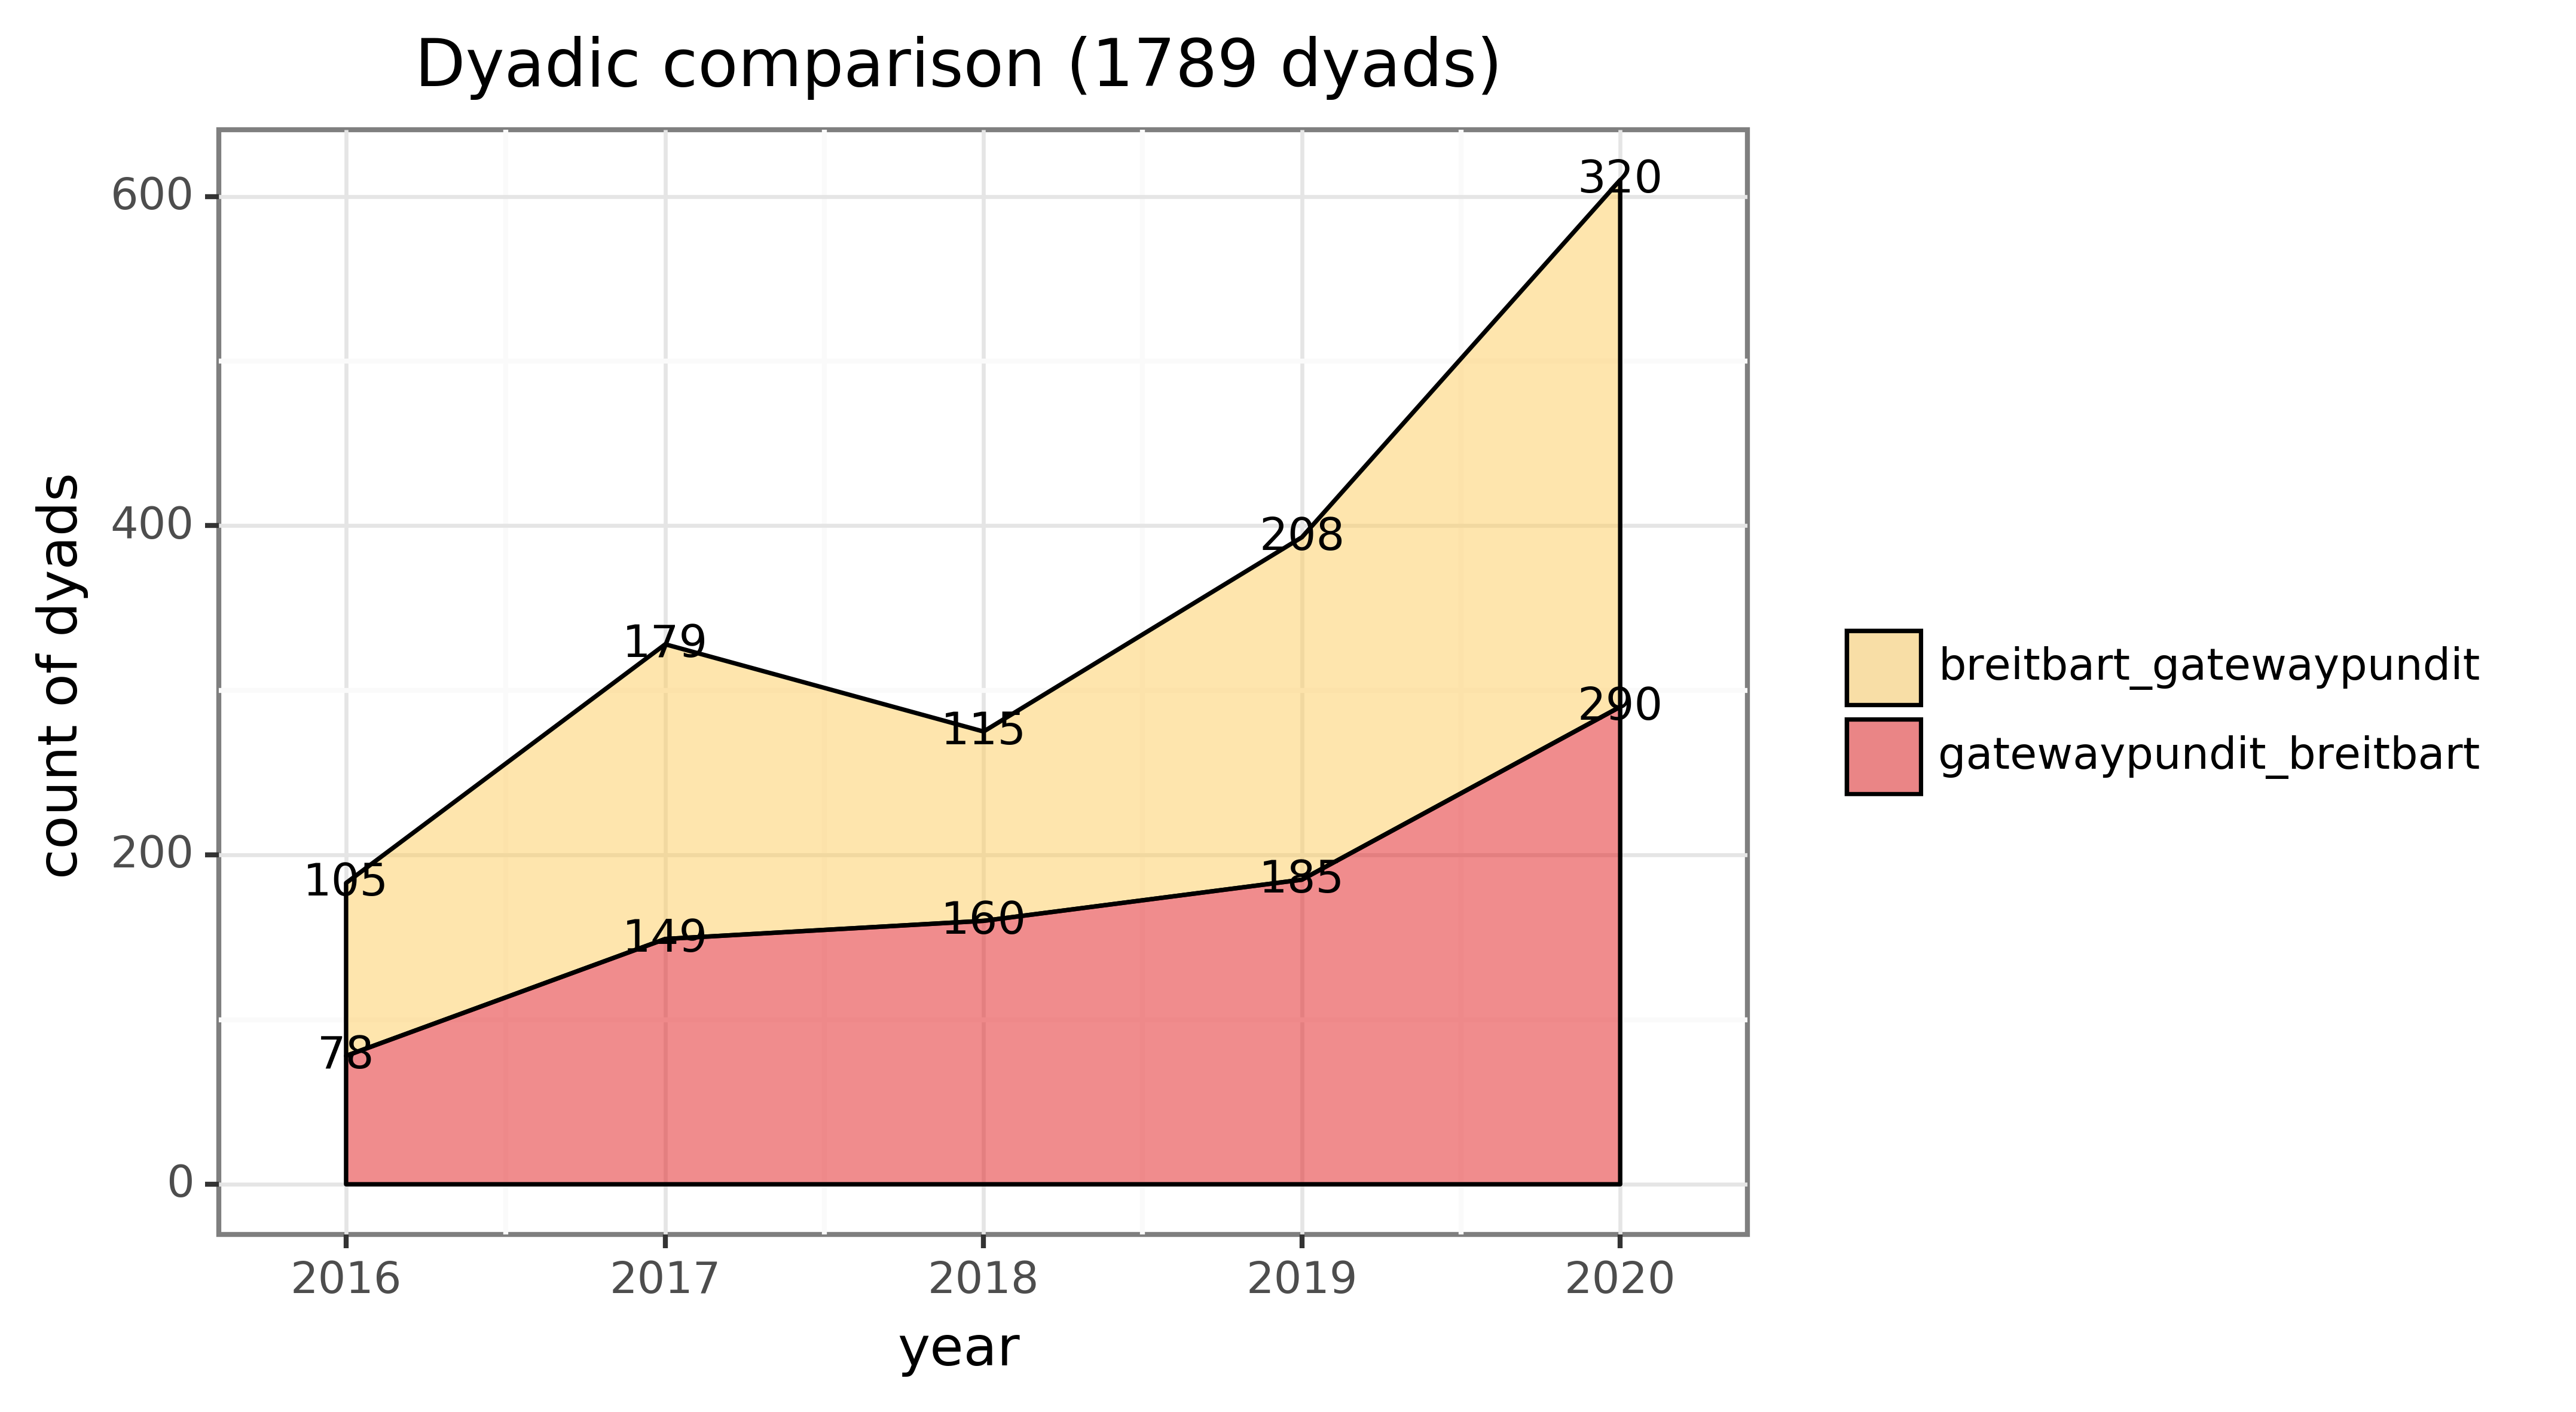 Dyadic comparison (1789 dyads)
count of dyads
600
400
200
0
320
208
179
115
105
290
185
160
149
78
2016 2017 2018 2019 2020
year
breitbart_gatewaypundit
gatewaypundit_breitbart